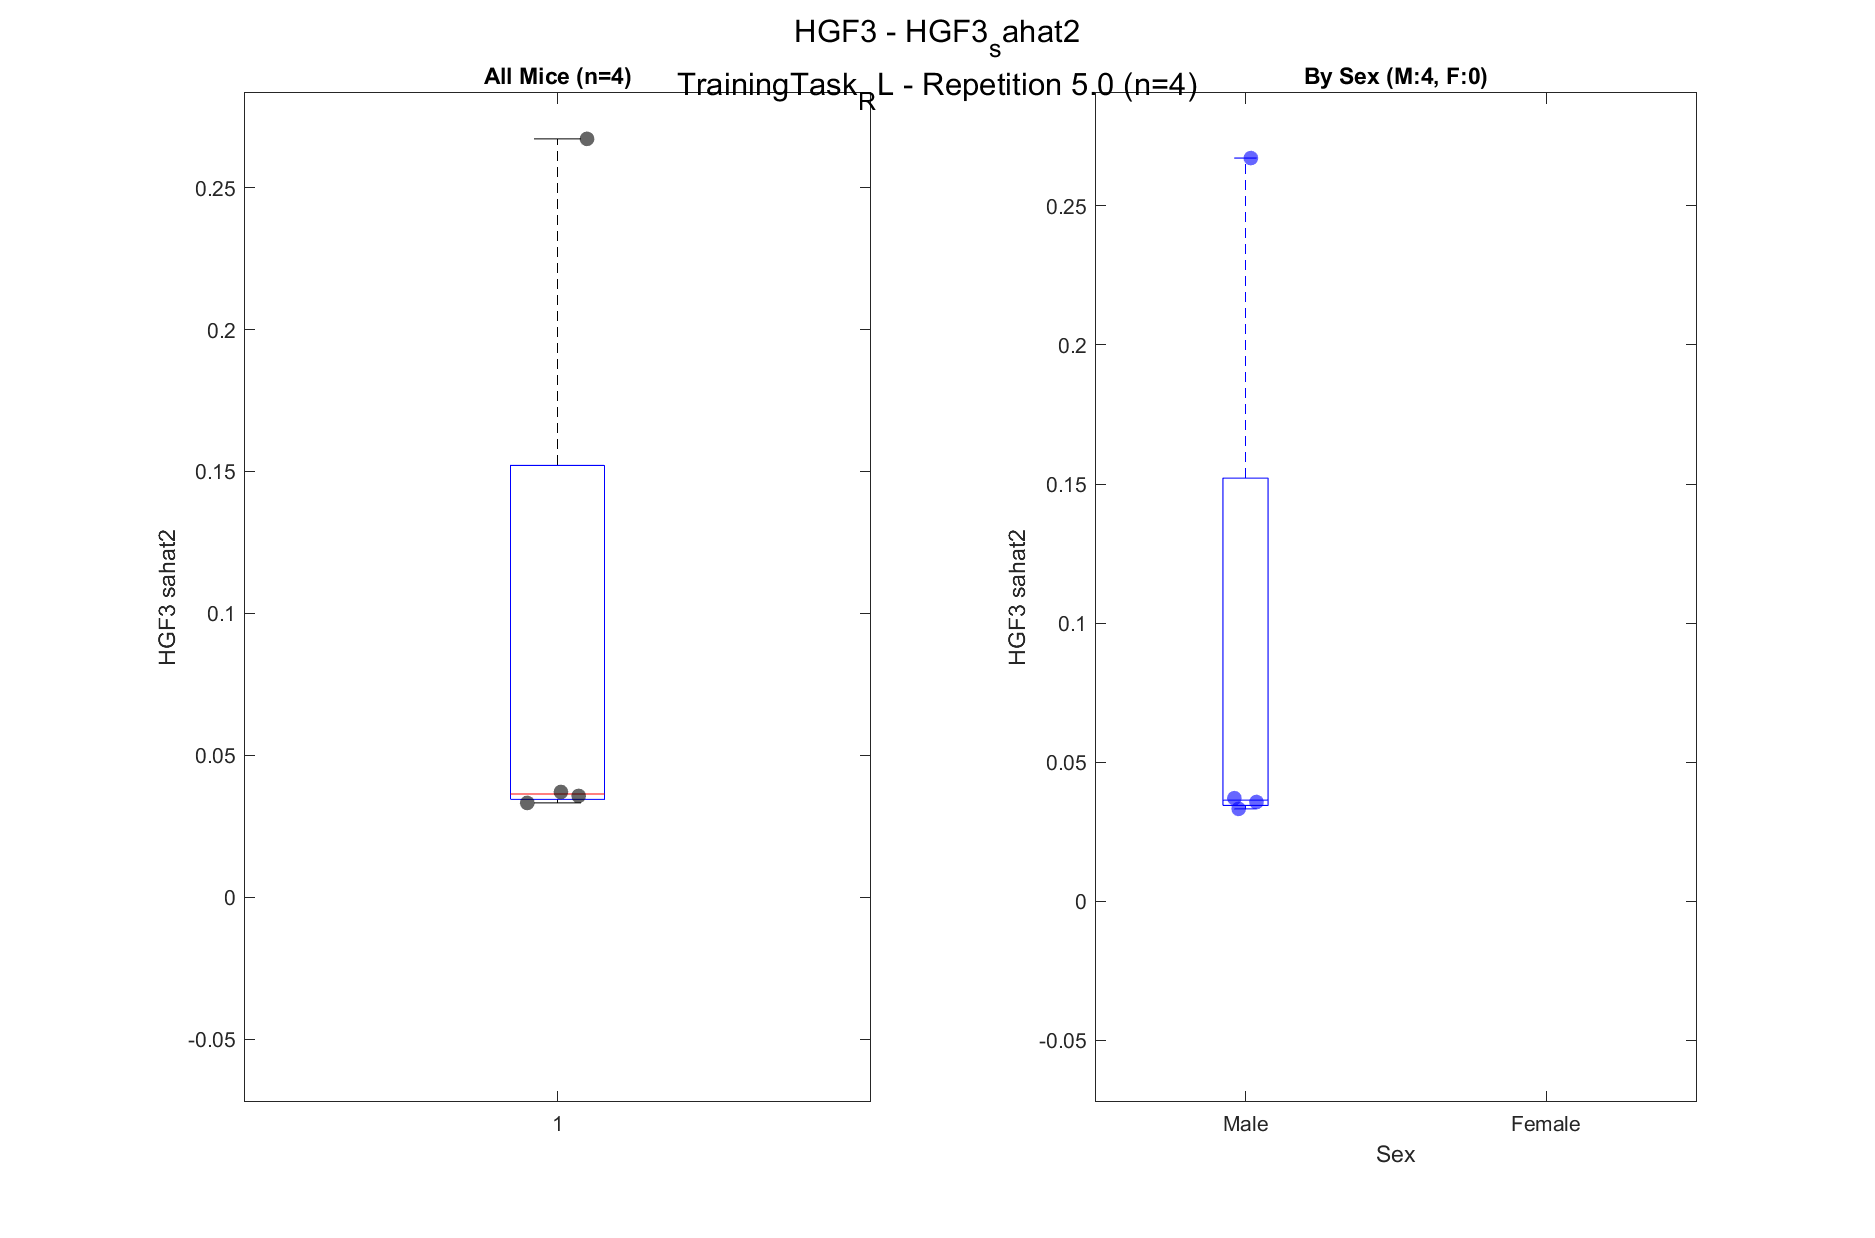 HGF3 - HGF3_sahat2
TrainingTask_RL - Repetition 5.0 (n=4)
All Mice (n=4)
HGF3 sahat2
0.25
0.2
0.15
0.1
0.05
0
-0.05
1
By Sex (M:4, F:0)
HGF3 sahat2
0.25
0.2
0.15
0.1
0.05
0
-0.05
Male
Female
Sex